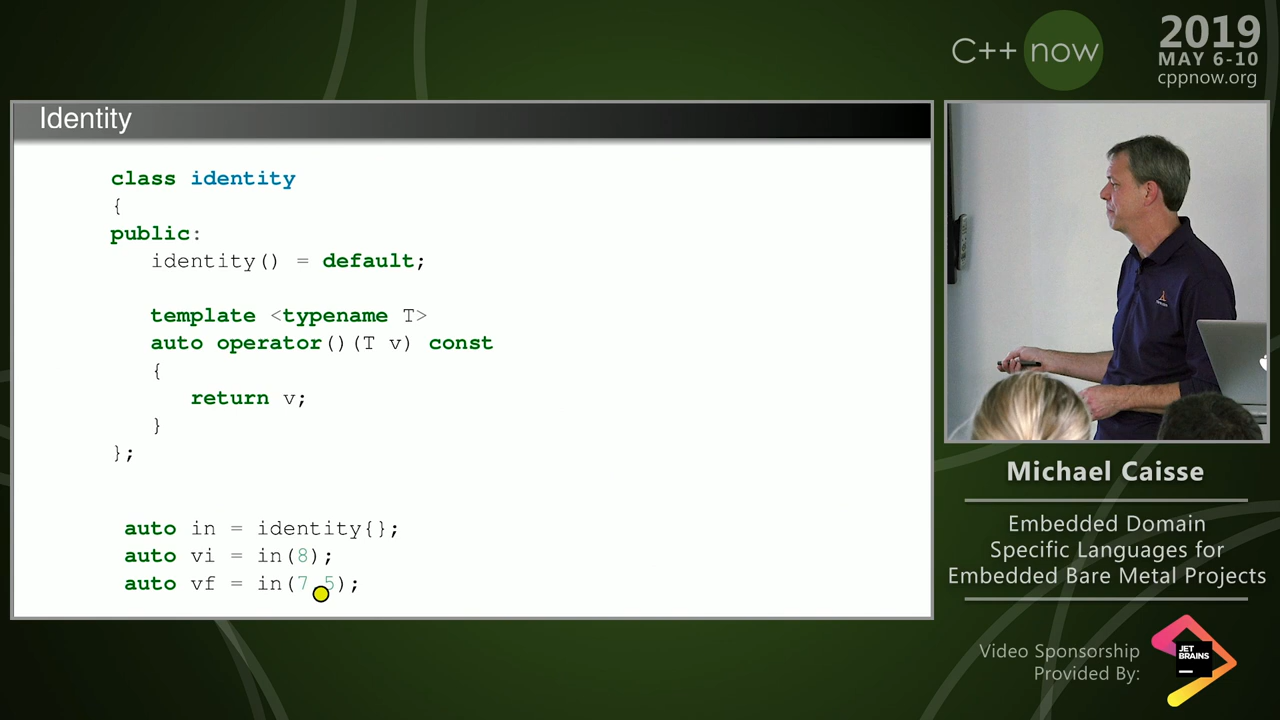 C++ now
2019
MAY 6-10
cppnow.org
Identity
class identity
{
public:
identity() = default;
template <typename T>
auto operator()(T v) const
{
return v;
}
};
auto in = identity{};
auto vi = in(8);
auto vf = in(7.5);
Michael Caisse
Embedded Domain
Specific Languages for
Embedded Bare Metal Projects
Video Sponsorship
Provided By:
JET
BRAINS